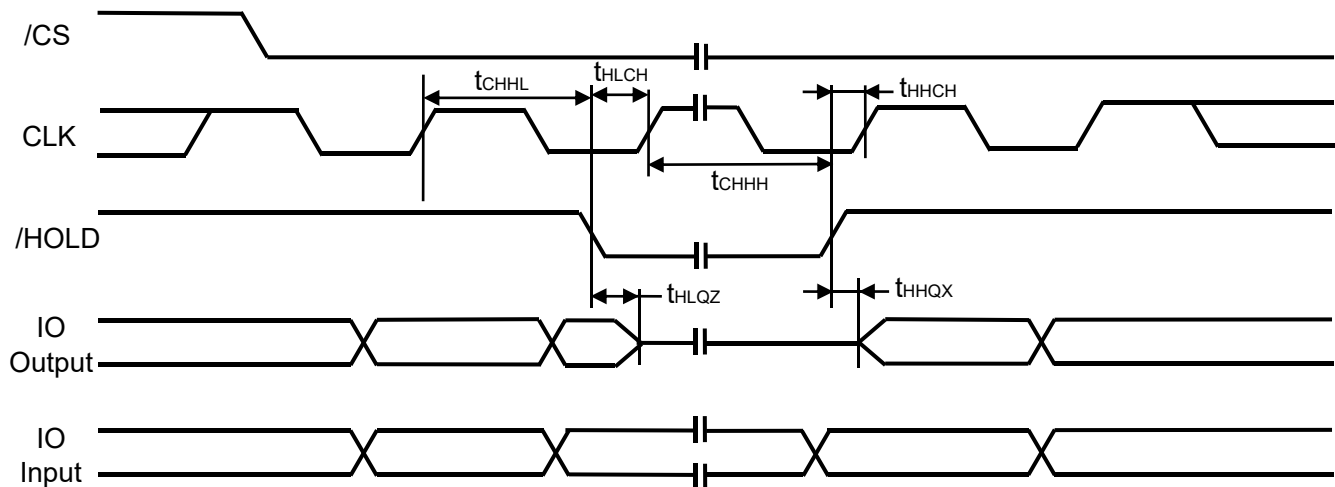 /CS
tCHHL
tHLCH
tHHCH
CLK
tCHHH
/HOLD
tHLQZ
tHHQX
IO
Output
IO
Input